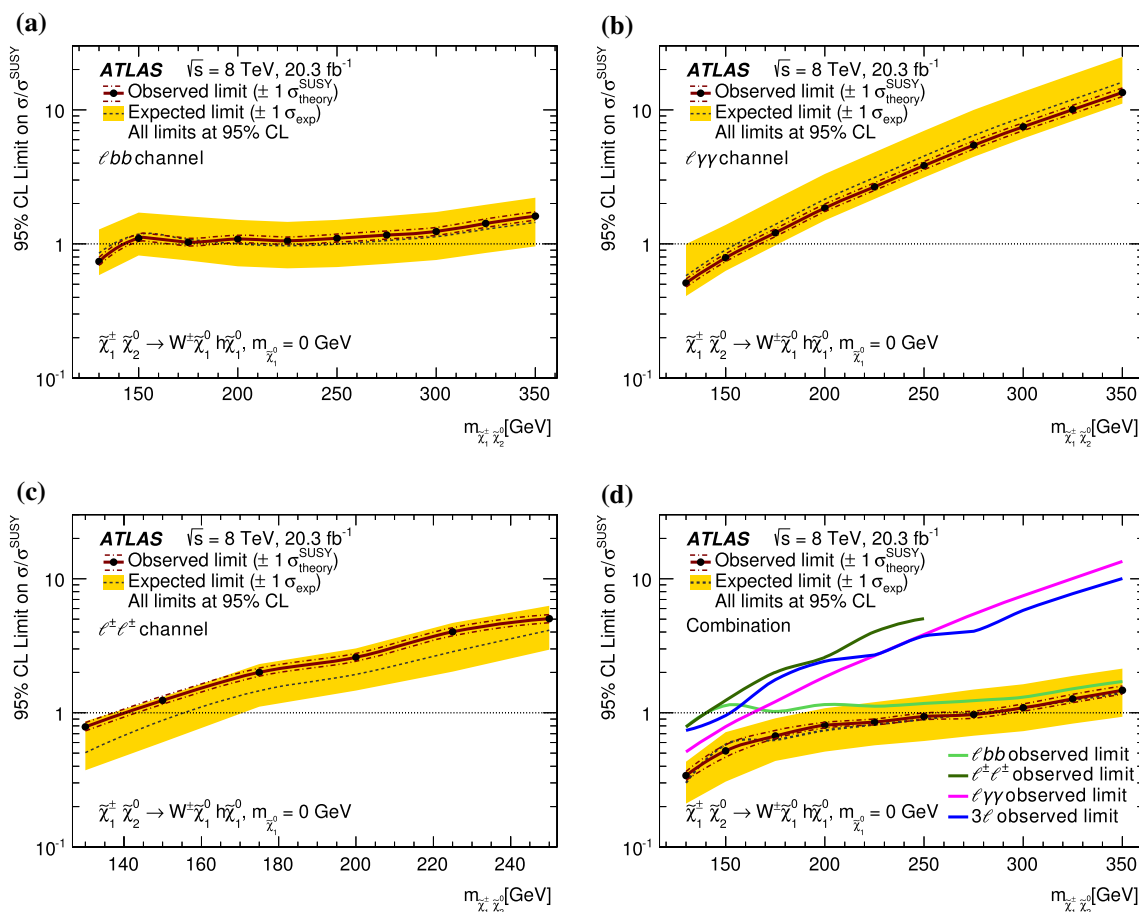 (a)
95% CL Limit on σ/σ^SUSY
ATLAS √s = 8 TeV, 20.3 fb⁻¹
Observed limit (± 1 σ^SUSY_theory)
Expected limit (± 1 σ_exp)
All limits at 95% CL
ℓbb channel
10
1
10⁻¹
χ̃₁^± χ̃₂^0 → W^± χ̃₁^0 h χ̃₁^0, m_χ̃₁^0 = 0 GeV
150 200 250 300 350
m_χ̃₁^± χ̃₂^0 [GeV]
(b)
95% CL Limit on σ/σ^SUSY
ATLAS √s = 8 TeV, 20.3 fb⁻¹
Observed limit (± 1 σ^SUSY_theory)
Expected limit (± 1 σ_exp)
All limits at 95% CL
ℓγγ channel
10
1
10⁻¹
χ̃₁^± χ̃₂^0 → W^± χ̃₁^0 h χ̃₁^0, m_χ̃₁^0 = 0 GeV
150 200 250 300 350
m_χ̃₁^± χ̃₂^0 [GeV]
(c)
95% CL Limit on σ/σ^SUSY
ATLAS √s = 8 TeV, 20.3 fb⁻¹
Observed limit (± 1 σ^SUSY_theory)
Expected limit (± 1 σ_exp)
All limits at 95% CL
ℓ^±ℓ^± channel
10
1
10⁻¹
χ̃₁^± χ̃₂^0 → W^± χ̃₁^0 h χ̃₁^0, m_χ̃₁^0 = 0 GeV
140 160 180 200 220 240
m_χ̃₁^± χ̃₂^0 [GeV]
(d)
95% CL Limit on σ/σ^SUSY
ATLAS √s = 8 TeV, 20.3 fb⁻¹
Observed limit (± 1 σ^SUSY_theory)
Expected limit (± 1 σ_exp)
All limits at 95% CL
Combination
10
1
10⁻¹
ℓbb observed limit
ℓ^±ℓ^± observed limit
ℓγγ observed limit
3ℓ observed limit
χ̃₁^± χ̃₂^0 → W^± χ̃₁^0 h χ̃₁^0, m_χ̃₁^0 = 0 GeV
150 200 250 300 350
m_χ̃₁^± χ̃₂^0 [GeV]